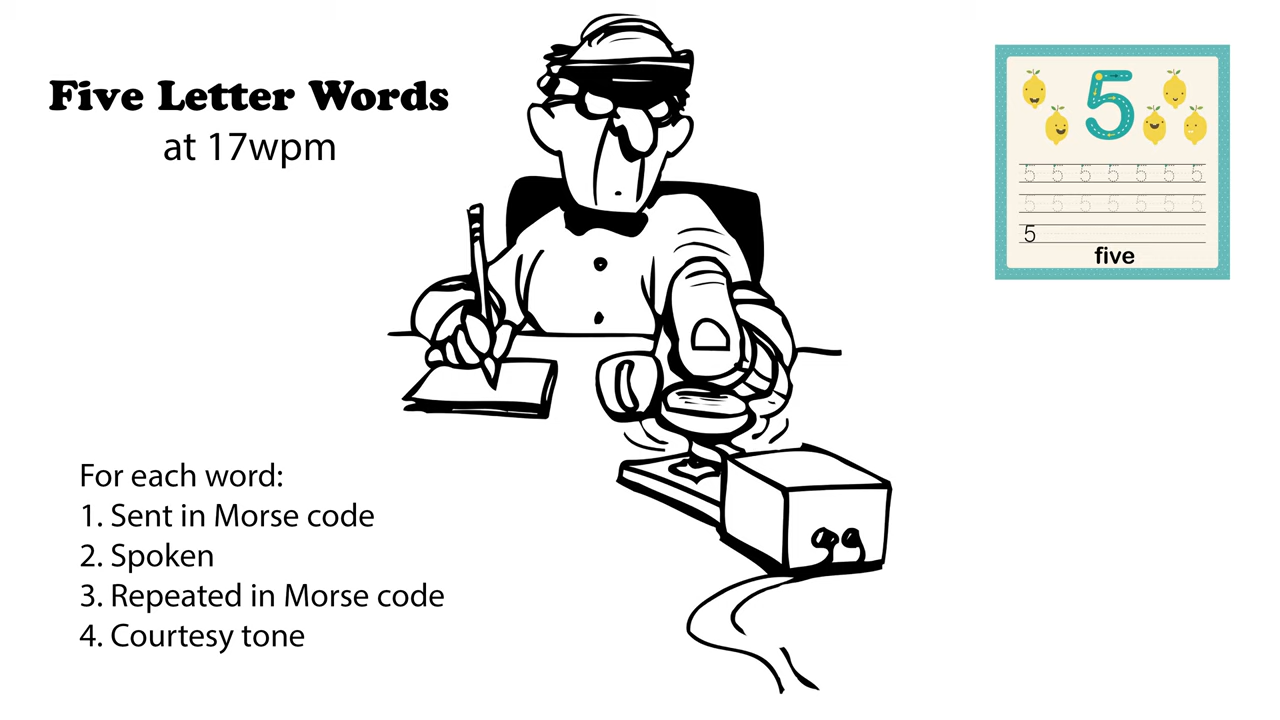 Five Letter Words
at 17wpm
For each word:
1. Sent in Morse code
2. Spoken
3. Repeated in Morse code
4. Courtesy tone
5
5 5 5 5 5 5 5
5 5 5 5 5 5 5
5
five